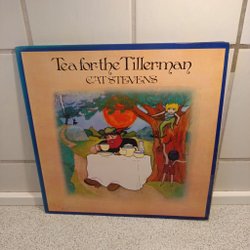 Tea for the Tillerman
CAT STEVENS